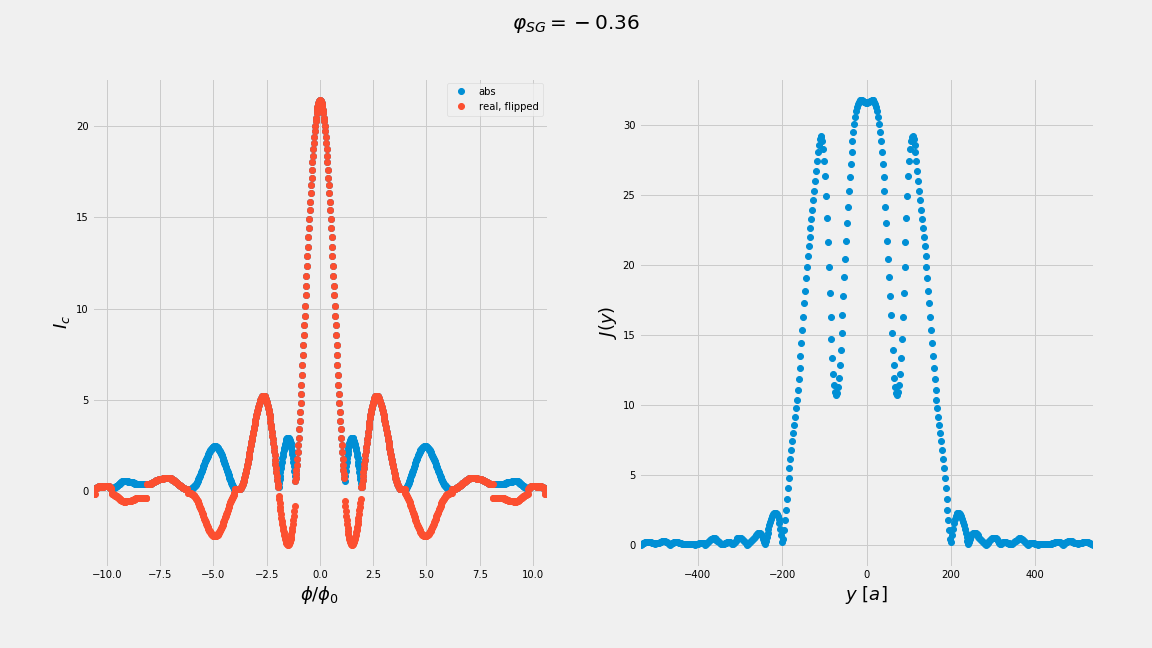 φ_SG = −0.36
abs
real, flipped
I_c
20
15
10
5
0
−10.0 −7.5 −5.0 −2.5 0.0 2.5 5.0 7.5 10.0
ϕ/ϕ_0
J(y)
30
25
20
15
10
5
0
−400 −200 0 200 400
y [a]